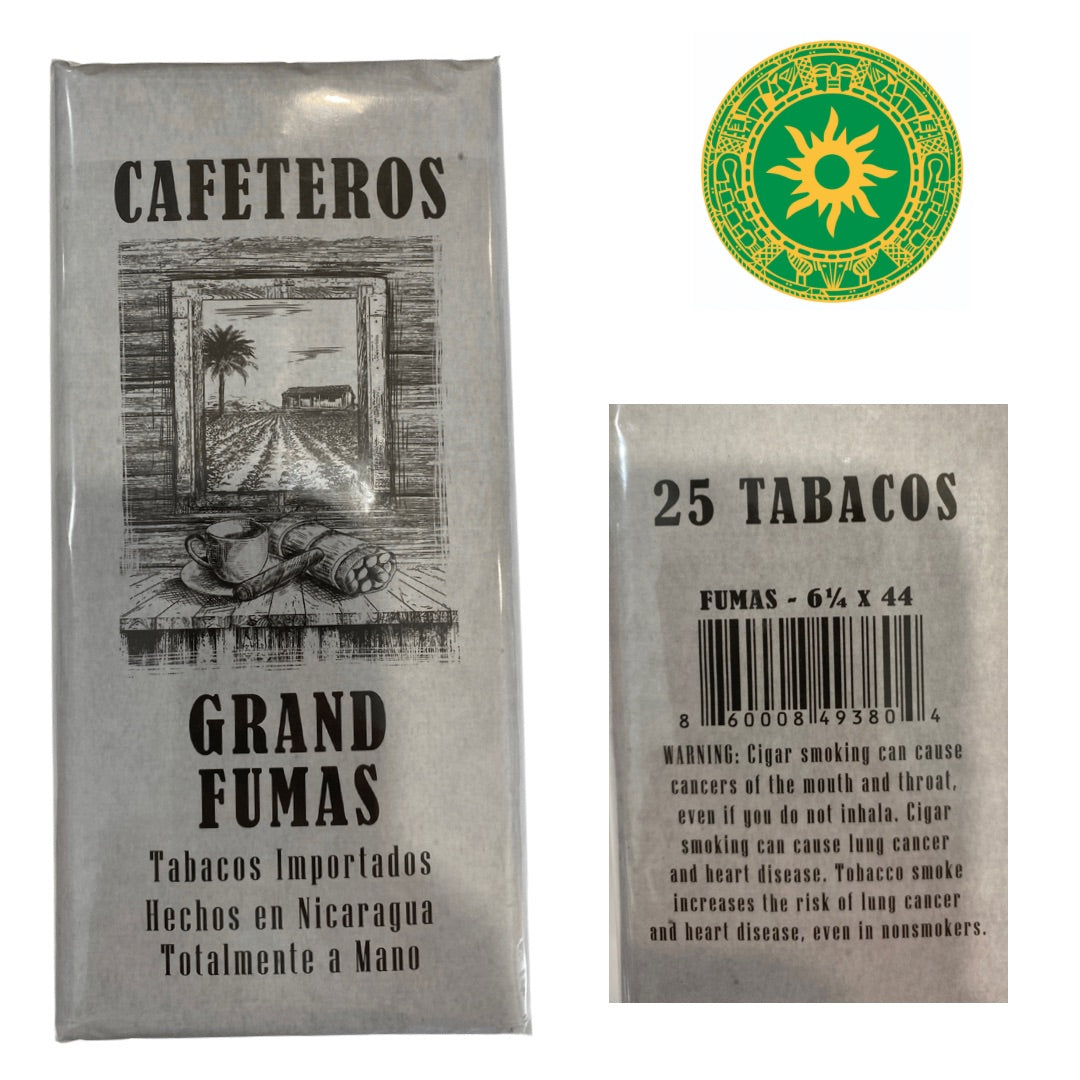 CAFETEROS
GRAND
FUMAS
Tabacos Importados
Hechos en Nicaragua
Totalmente a Mano
25 TABACOS
FUMAS - 6¼ X 44
8 60008 49380 4
WARNING: Cigar smoking can cause
cancers of the mouth and throat,
even if you do not inhala. Cigar
smoking can cause lung cancer
and heart disease. Tobacco smoke
increases the risk of lung cancer
and heart disease, even in nonsmokers.